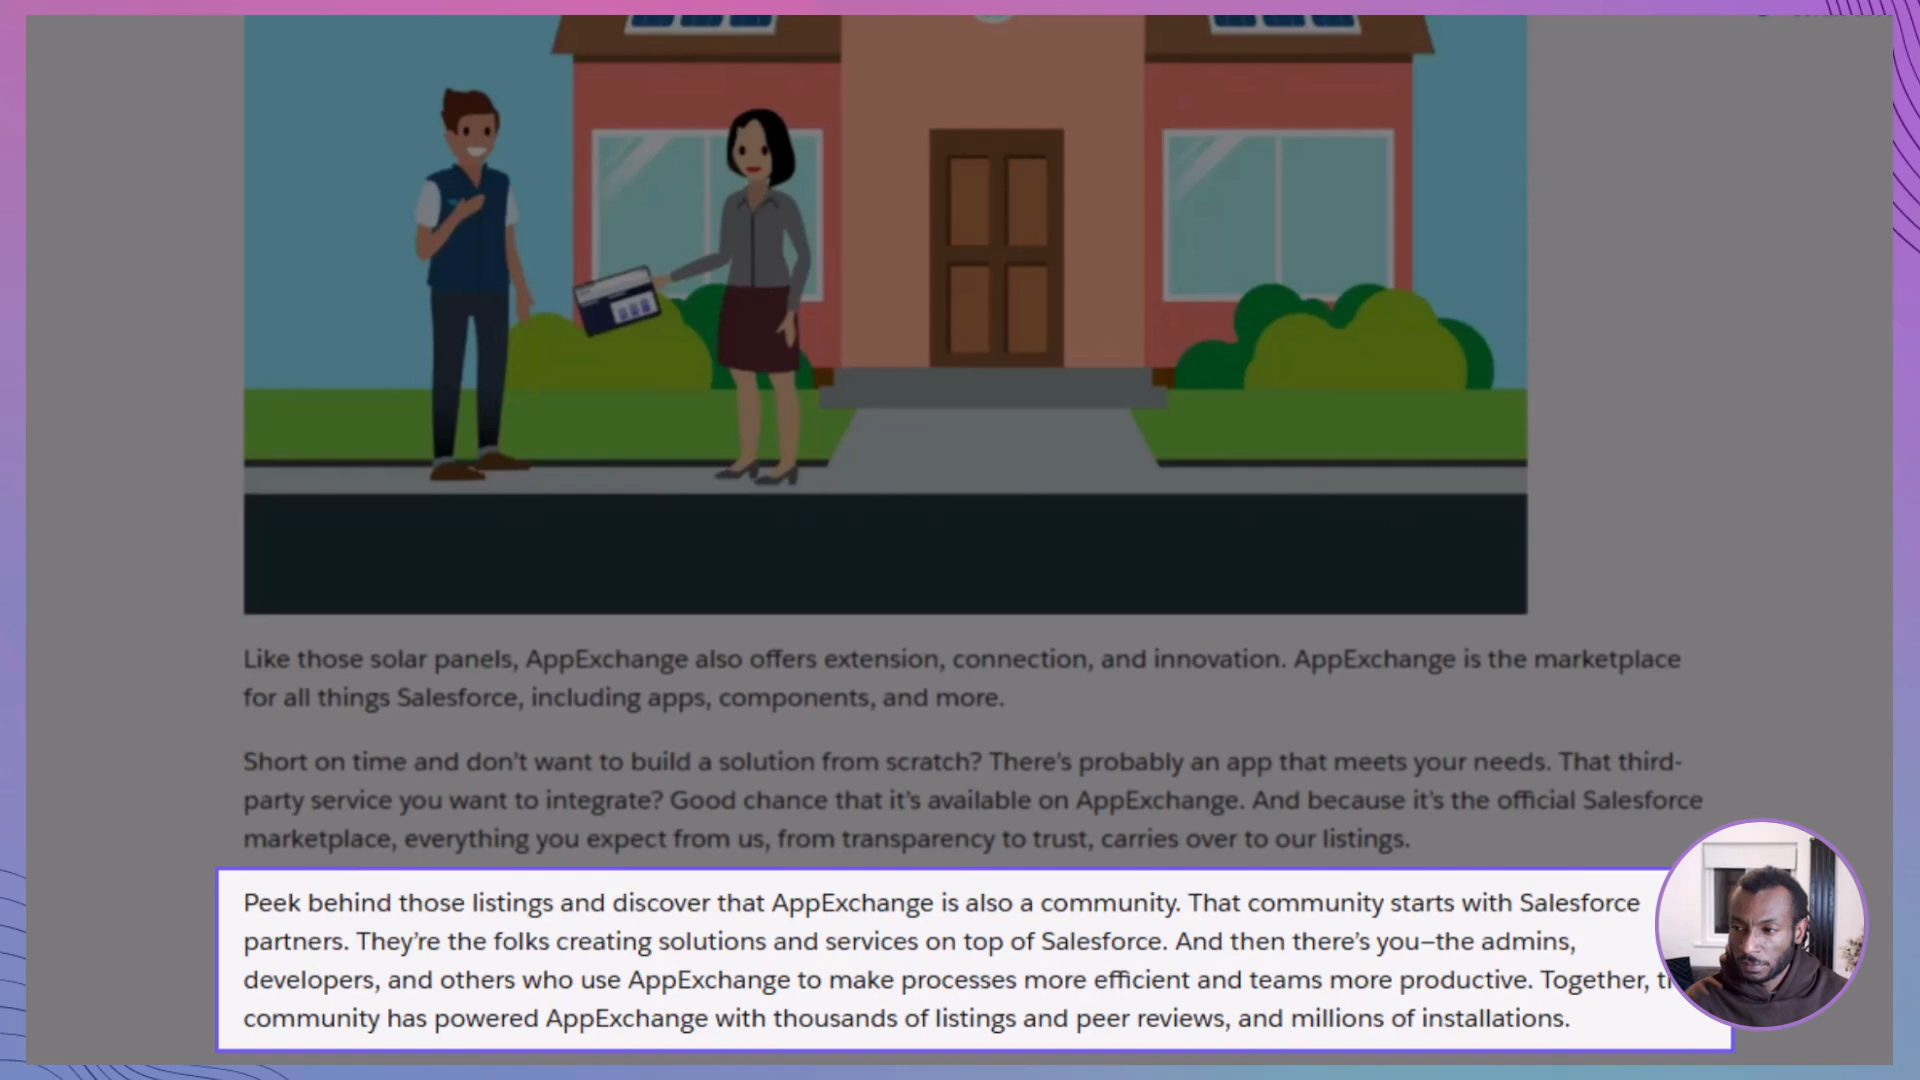 Like those solar panels, AppExchange also offers extension, connection, and innovation. AppExchange is the marketplace
for all things Salesforce, including apps, components, and more.
Short on time and don't want to build a solution from scratch? There's probably an app that meets your needs. That third-
party service you want to integrate? Good chance that it's available on AppExchange. And because it's the official Salesforce
marketplace, everything you expect from us, from transparency to trust, carries over to our listings.
Peek behind those listings and discover that AppExchange is also a community. That community starts with Salesforce
partners. They're the folks creating solutions and services on top of Salesforce. And then there's you—the admins,
developers, and others who use AppExchange to make processes more efficient and teams more productive. Together,
community has powered AppExchange with thousands of listings and peer reviews, and millions of installations.